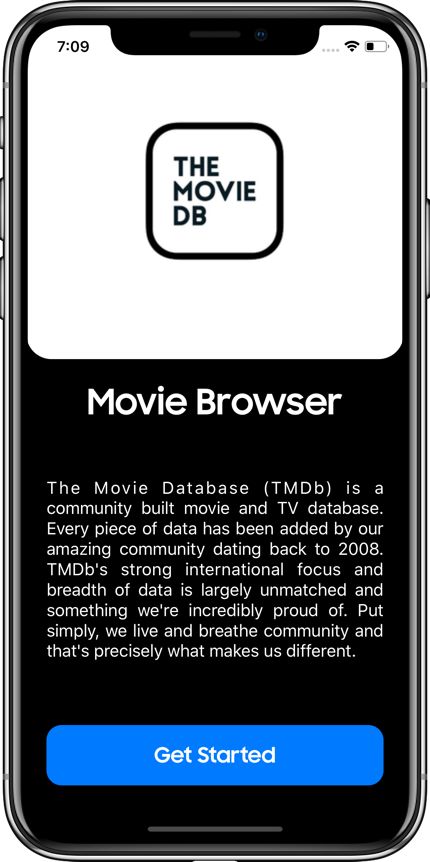 7:09
THE
MOVIE
DB
Movie Browser
The Movie Database (TMDb) is a
community built movie and TV database.
Every piece of data has been added by our
amazing community dating back to 2008.
TMDb's strong international focus and
breadth of data is largely unmatched and
something we're incredibly proud of. Put
simply, we live and breathe community and
that's precisely what makes us different.
Get Started